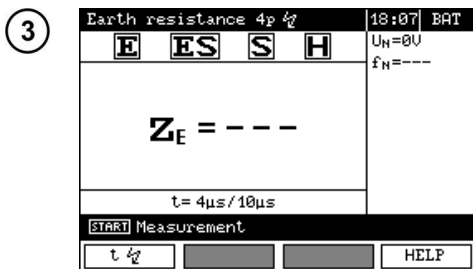 3
Earth resistance 4p
18:07 BAT
E ES S H
UN=0V
fN=---
ZE = ---
t= 4µs/10µs
START Measurement
t
HELP